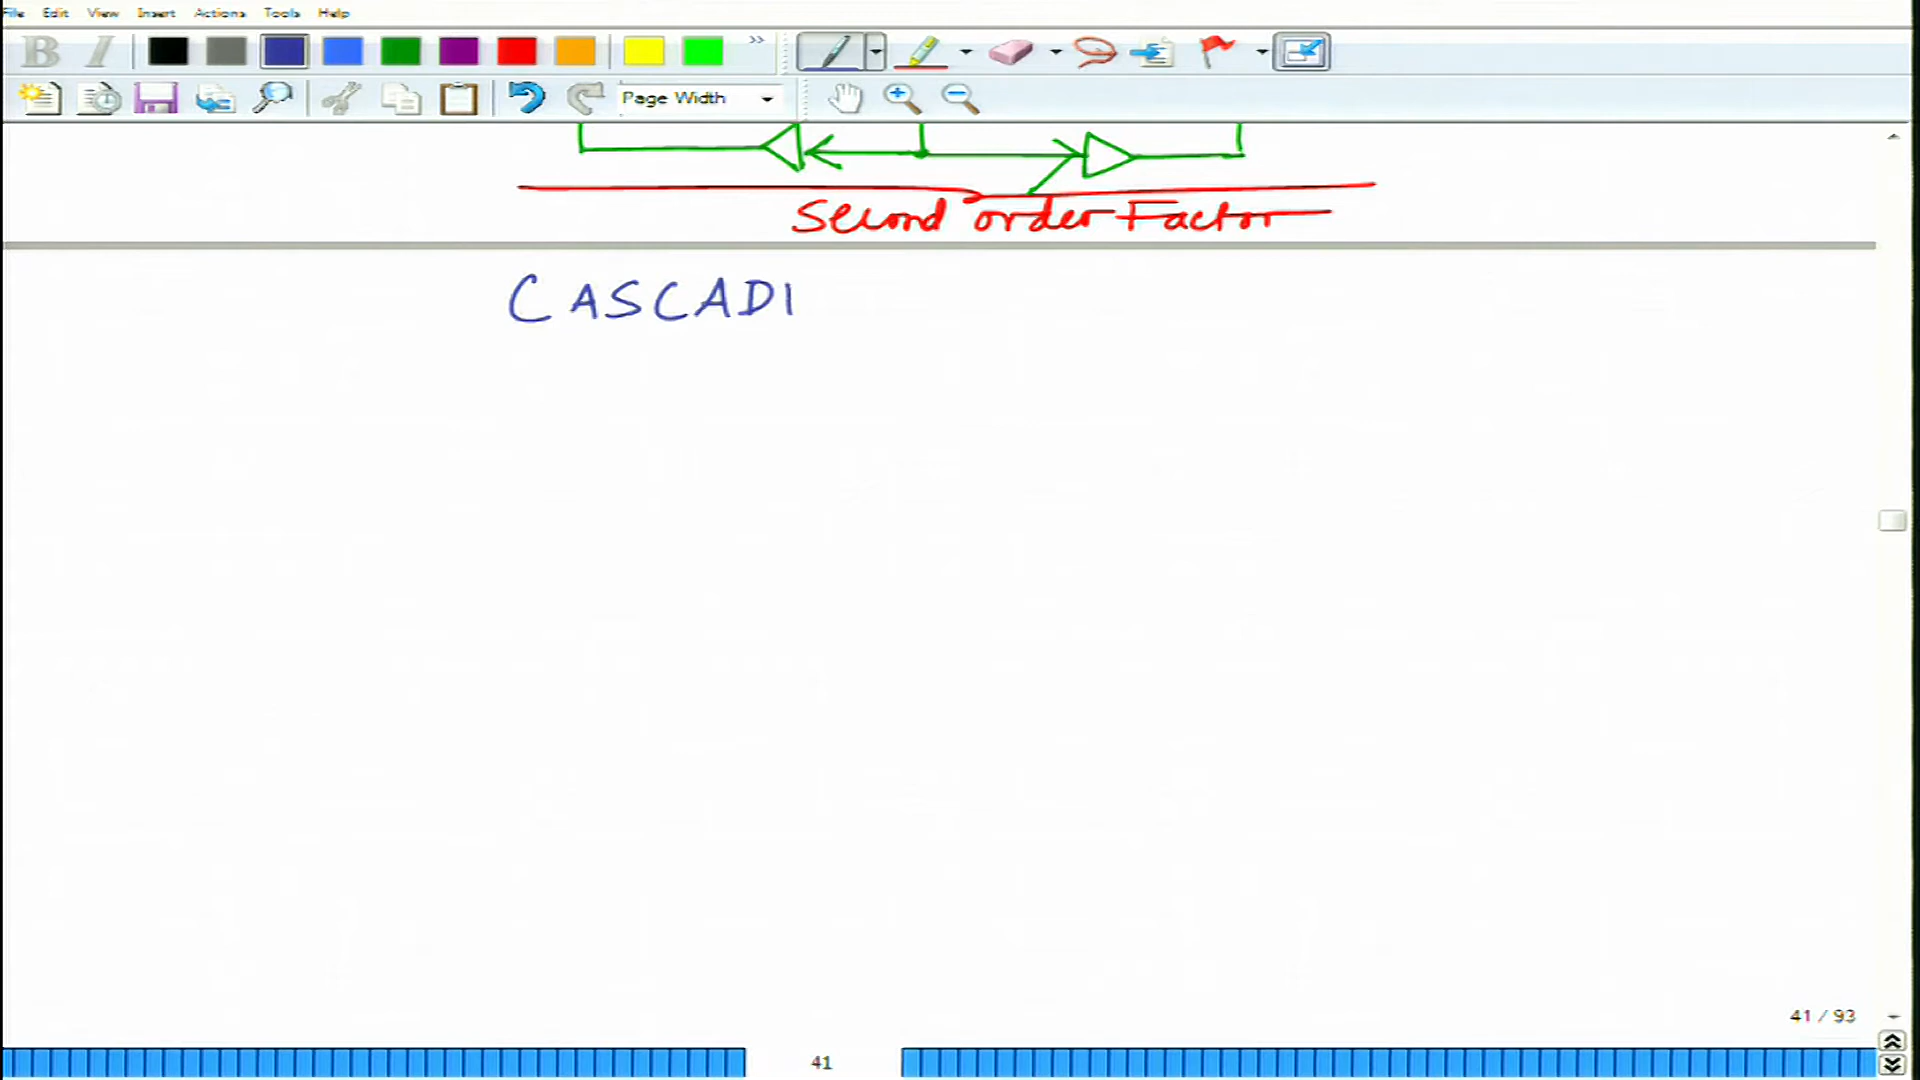 File Edit View Insert Actions Tools Help
B I »
Page Width
Second order Factor
CASCADI
41 / 93
41